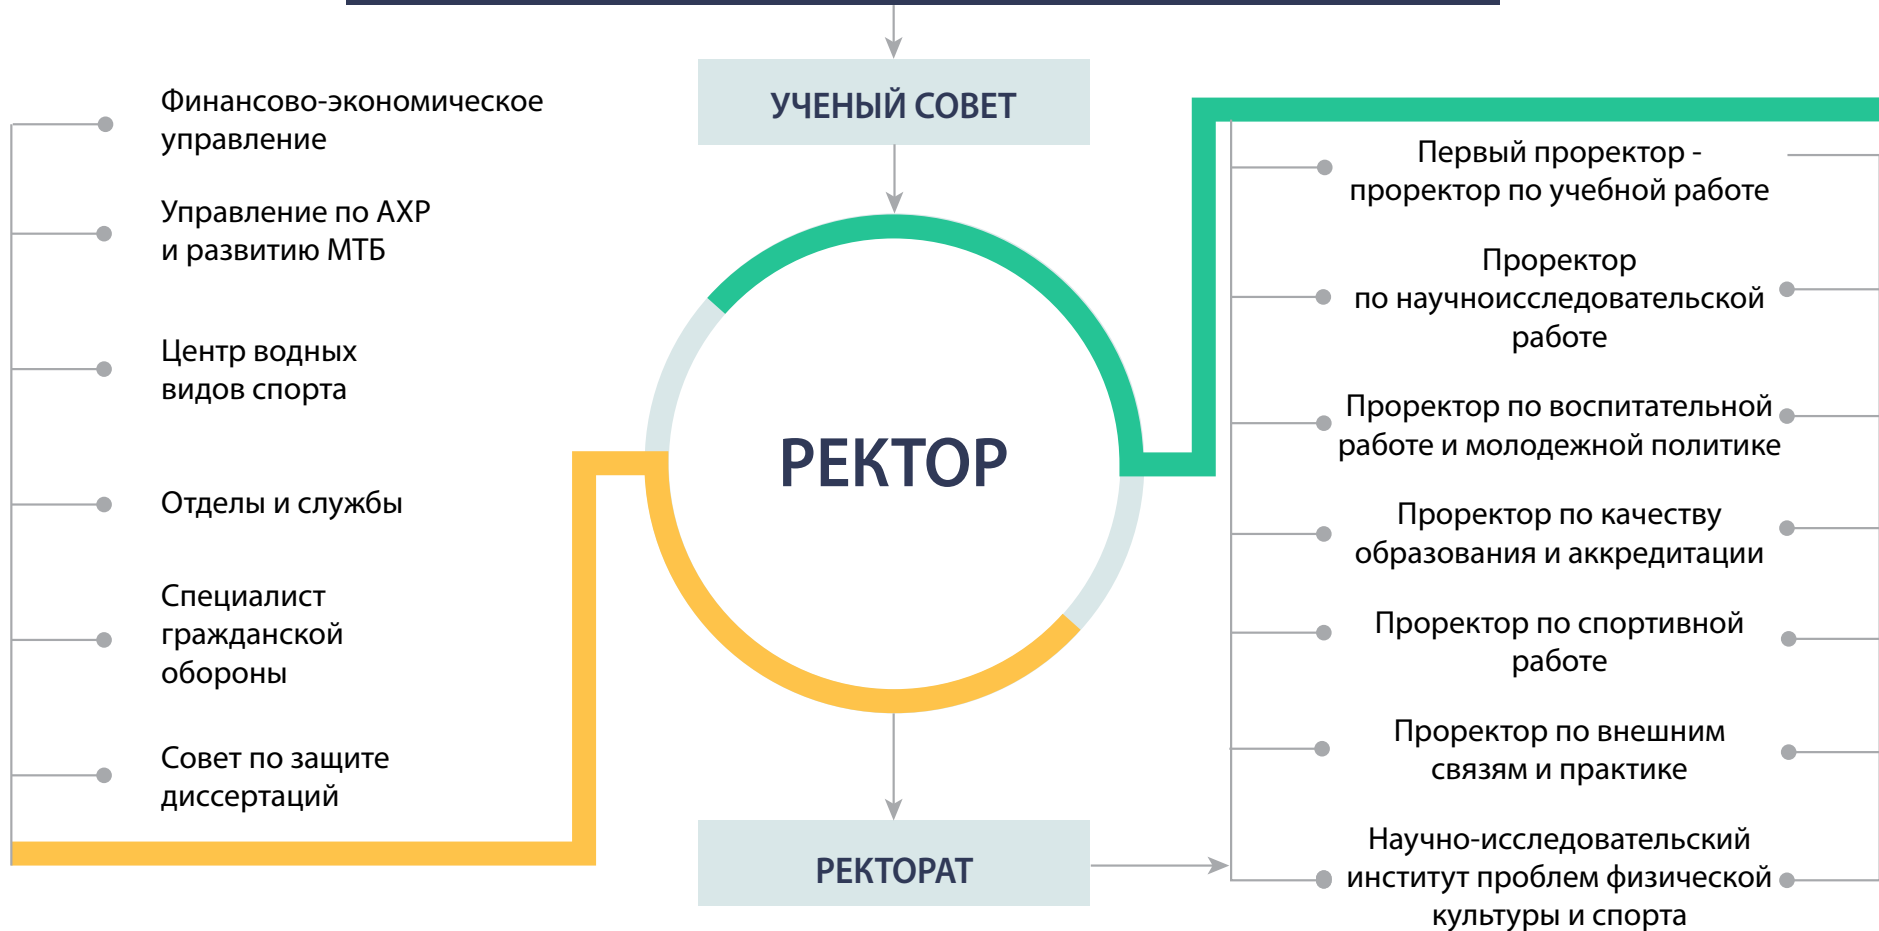 УЧЕНЫЙ СОВЕТ
Финансово-экономическое
управление
Управление по АХР
и развитию МТБ
Центр водных
видов спорта
Отделы и службы
Специалист
гражданской
обороны
Совет по защите
диссертаций
РЕКТОР
РЕКТОРАТ
Первый проректор -
проректор по учебной работе
Проректор
по научноисследовательской
работе
Проректор по воспитательной
работе и молодежной политике
Проректор по качеству
образования и аккредитации
Проректор по спортивной
работе
Проректор по внешним
связям и практике
Научно-исследовательский
институт проблем физической
культуры и спорта